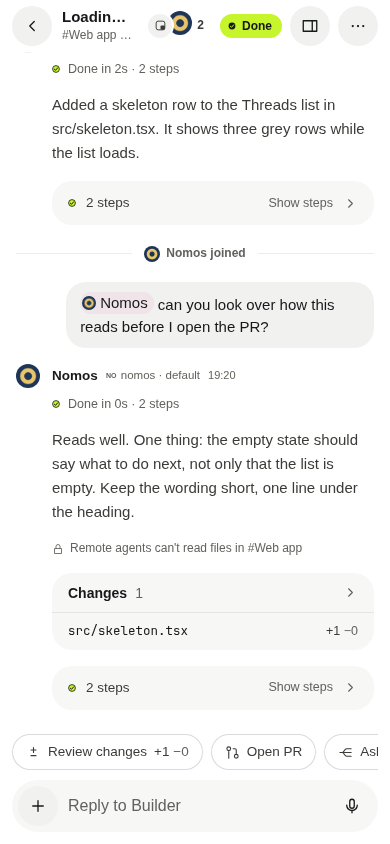 Loadin…
#Web app …
2
Done
Done in 2s · 2 steps
Added a skeleton row to the Threads list in
src/skeleton.tsx. It shows three grey rows while
the list loads.
2 steps
Show steps
Nomos joined
Nomos can you look over how this
reads before I open the PR?
Nomos NO nomos · default 19:20
Done in 0s · 2 steps
Reads well. One thing: the empty state should
say what to do next, not only that the list is
empty. Keep the wording short, one line under
the heading.
Remote agents can't read files in #Web app
Changes 1
src/skeleton.tsx +1 −0
2 steps
Show steps
Review changes +1 −0
Open PR
Reply to Builder